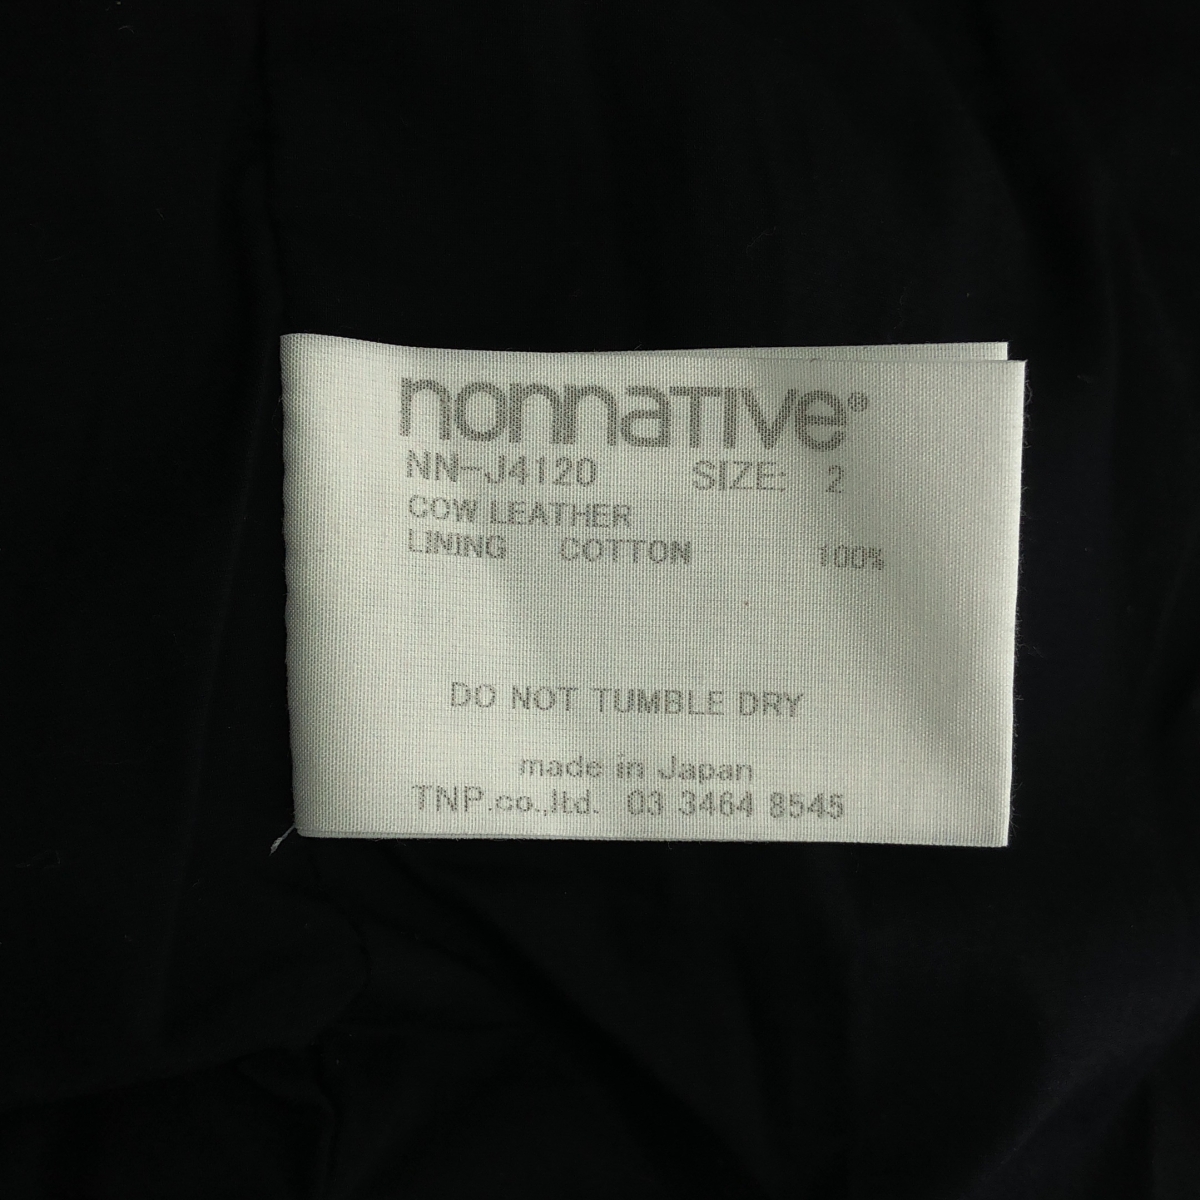 nonnative®
NN-J4120 SIZE: 2
COW LEATHER
LINING COTTON 100%
DO NOT TUMBLE DRY
made in Japan
TNP.co.,ltd. 03 3464 8545